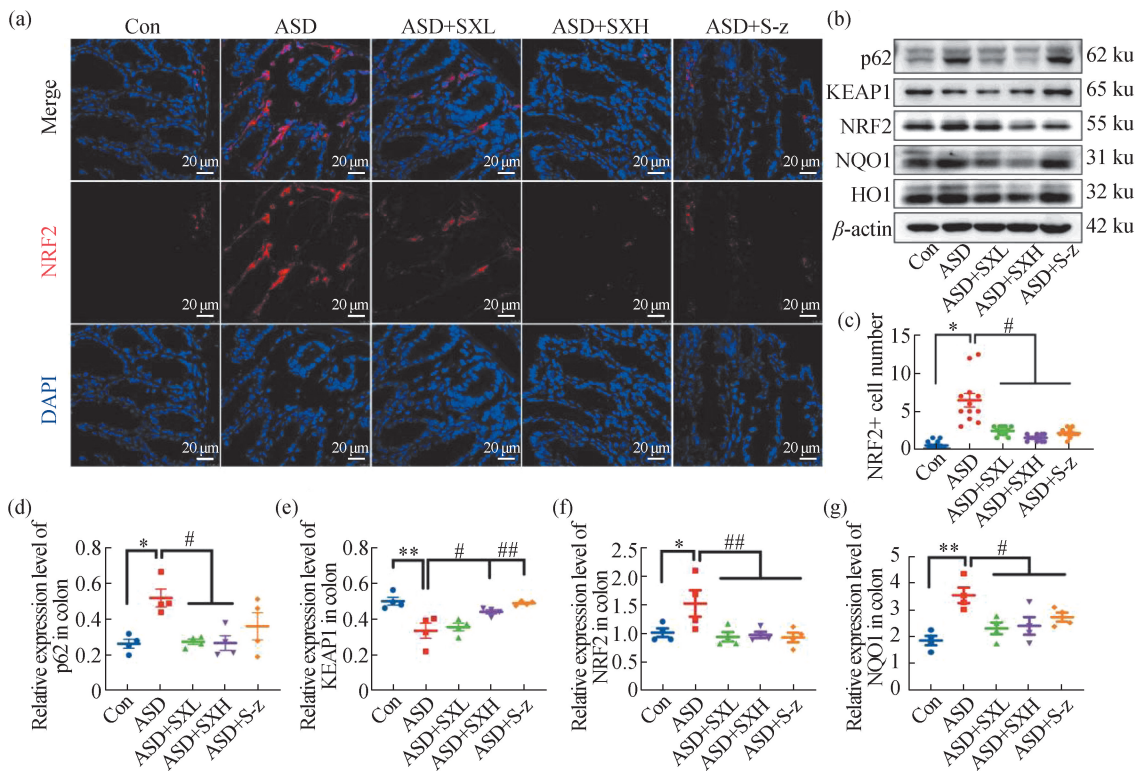 (a)
Con ASD ASD+SXL ASD+SXH ASD+S-z
Merge
20 μm 20 μm 20 μm 20 μm 20 μm
NRF2
20 μm 20 μm 20 μm 20 μm 20 μm
DAPI
20 μm 20 μm 20 μm 20 μm 20 μm
(b)
p62 62 ku
KEAP1 65 ku
NRF2 55 ku
NQO1 31 ku
HO1 32 ku
β-actin 42 ku
Con ASD ASD+SXL ASD+SXH ASD+S-z
(c)
NRF2+ cell number
15
10
5
0
* #
Con ASD ASD+SXL ASD+SXH ASD+S-z
(d)
Relative expression level of
p62 in colon
0.8
0.6
0.4
0.2
0
* #
Con ASD ASD+SXL ASD+SXH ASD+S-z
(e)
Relative expression level of
KEAP1 in colon
0.8
0.6
0.4
0.2
0
** # ##
Con ASD ASD+SXL ASD+SXH ASD+S-z
(f)
Relative expression level of
NRF2 in colon
2.5
2.0
1.5
1.0
0.5
0
* ##
Con ASD ASD+SXL ASD+SXH ASD+S-z
(g)
Relative expression level of
NQO1 in colon
5
4
3
2
1
0
** #
Con ASD ASD+SXL ASD+SXH ASD+S-z